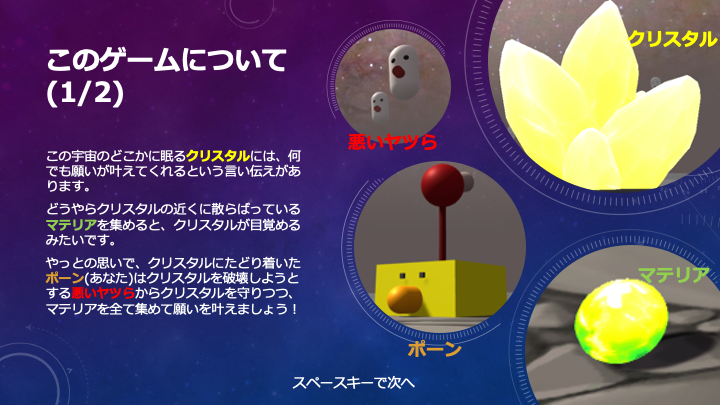 このゲームについて
(1/2)
この宇宙のどこかに眠るクリスタルには、何
でも願いが叶えてくれるという言い伝えがあ
ります。
どうやらクリスタルの近くに散らばっている
マテリアを集めると、クリスタルが目覚める
みたいです。
やっとの思いで、クリスタルにたどり着いた
ポーン(あなた)はクリスタルを破壊しようと
する悪いヤツらからクリスタルを守りつつ、
マテリアを全て集めて願いを叶えましょう！
悪いヤツら
クリスタル
ポーン
マテリア
スペースキーで次へ